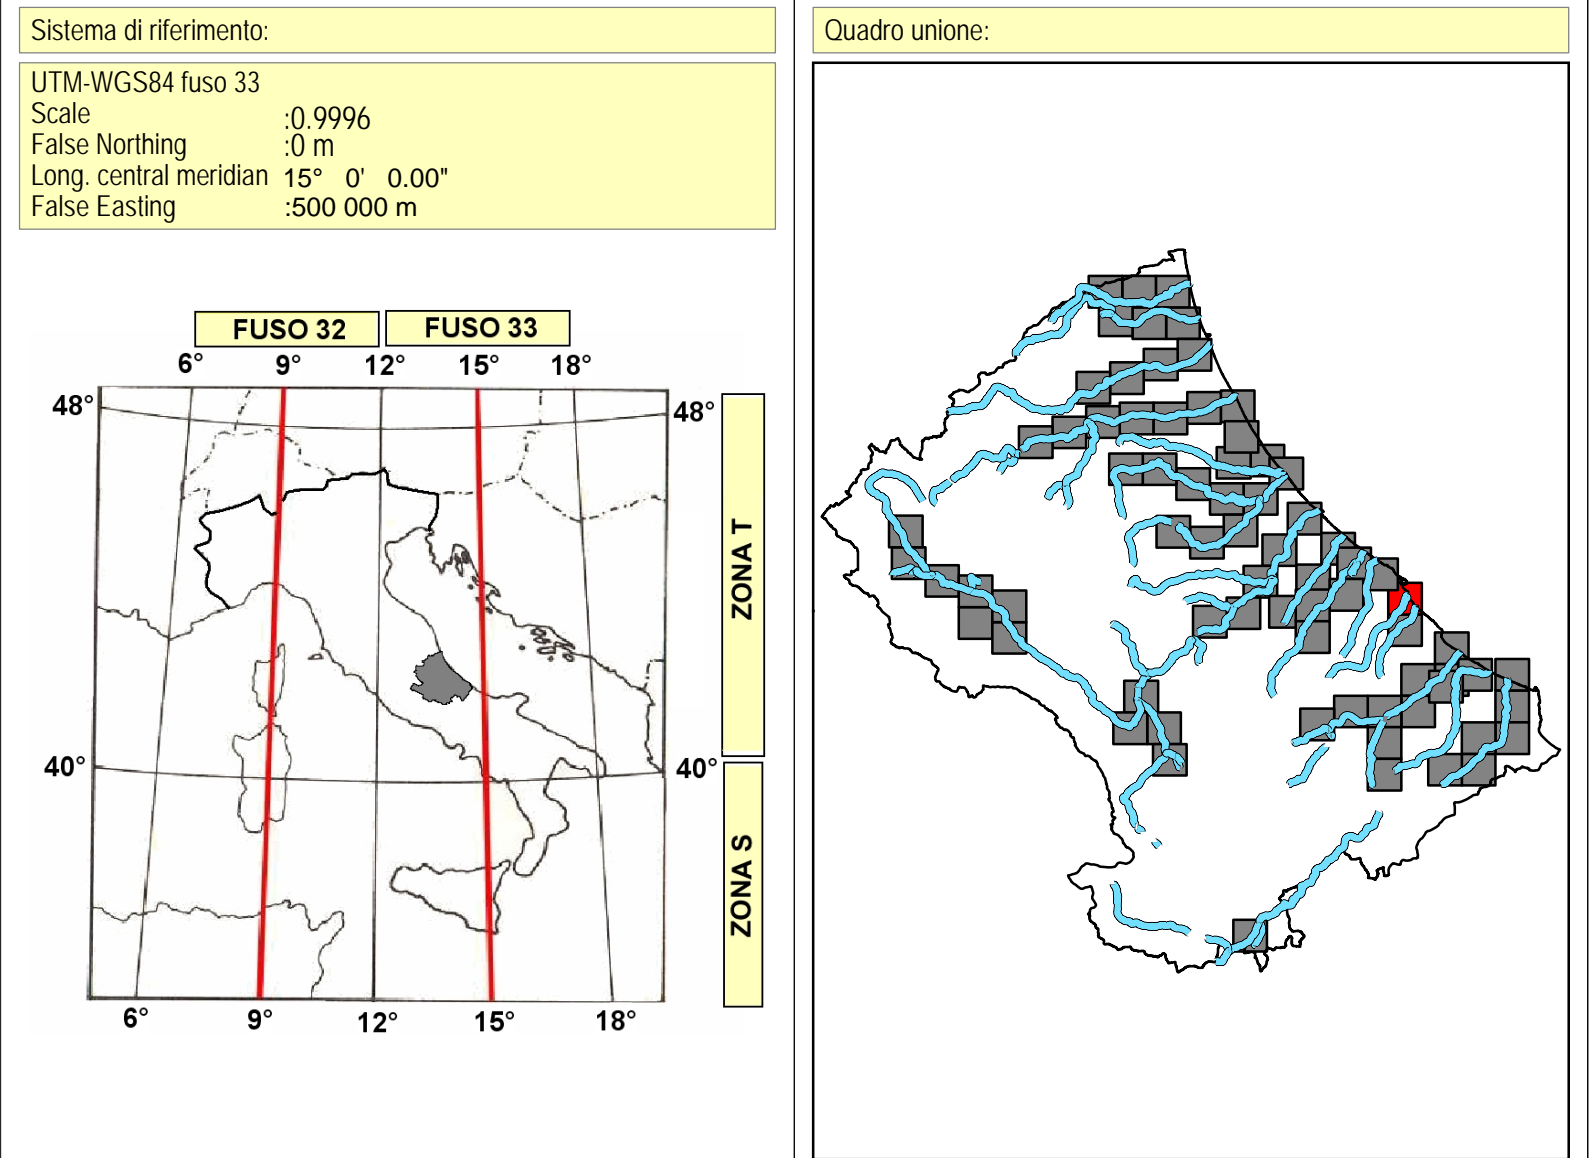 Sistema di riferimento:
UTM-WGS84 fuso 33
Scale :0.9996
False Northing :0 m
Long. central meridian 15° 0' 0.00"
False Easting :500 000 m
FUSO 32 FUSO 33
6° 9° 12° 15° 18°
48° 48°
ZONA T
40° 40°
ZONA S
6° 9° 12° 15° 18°
Quadro unione: